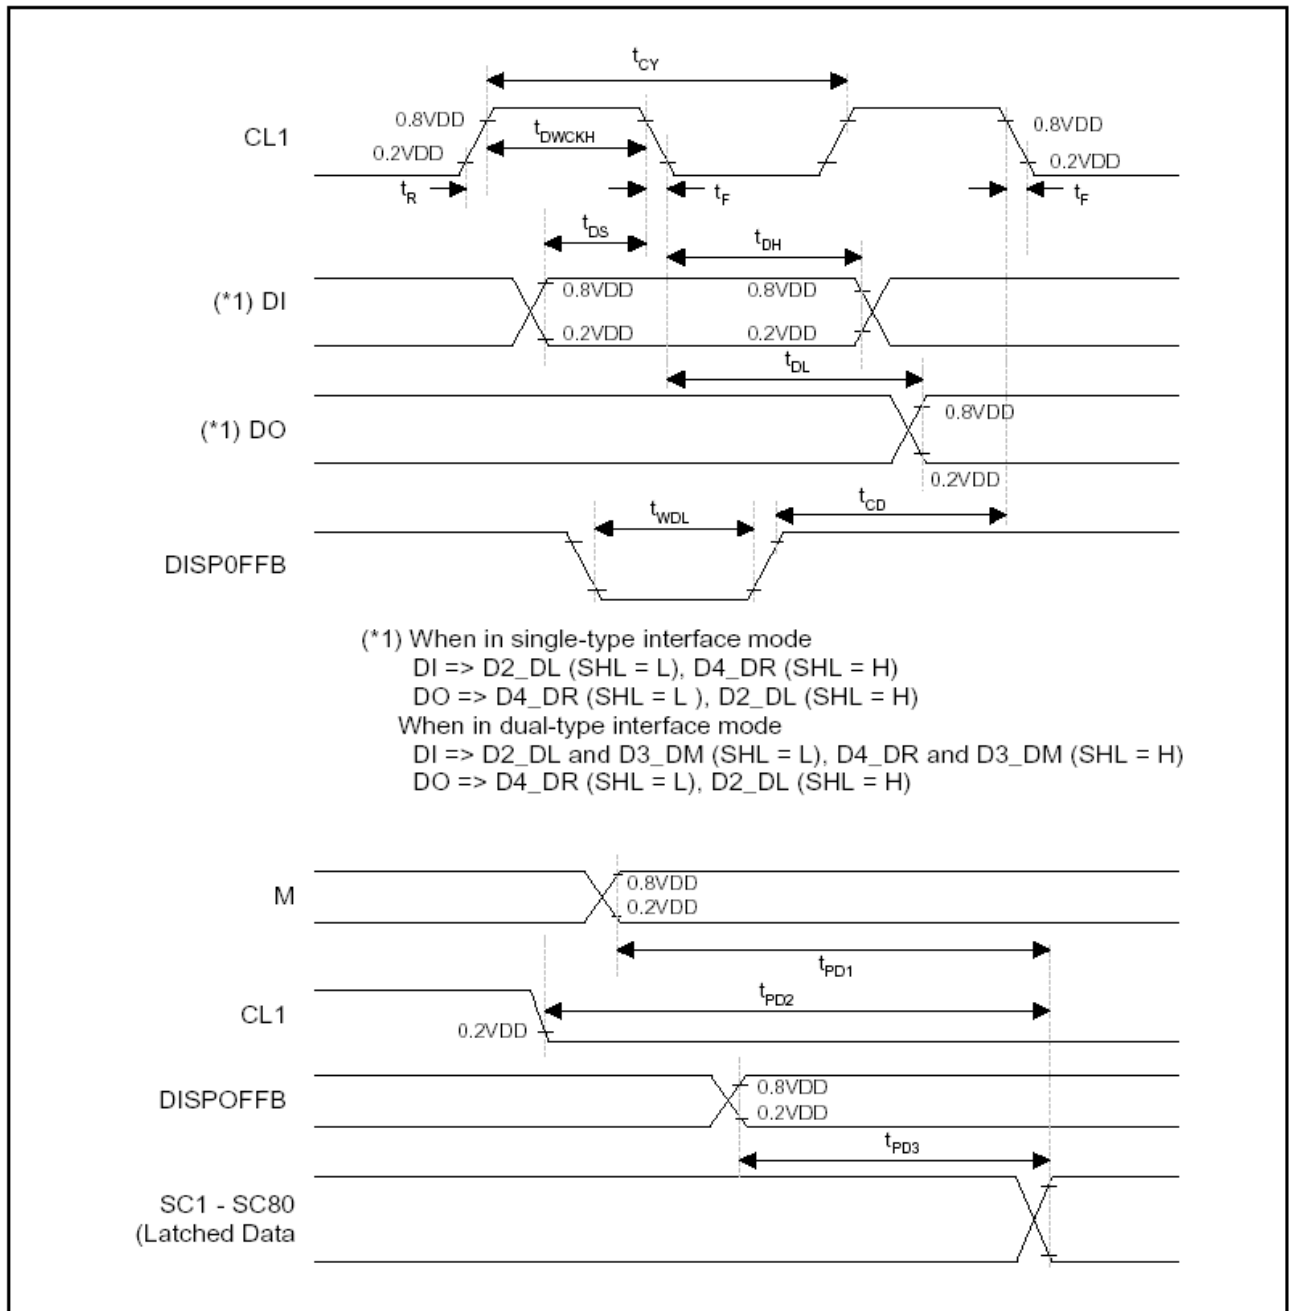 tCY
CL1
0.8VDD
tDWCKH
0.8VDD
0.2VDD
0.2VDD
tR
tF
tF
tDS
tDH
(*1) DI
0.8VDD
0.8VDD
0.2VDD
0.2VDD
tDL
(*1) DO
0.8VDD
0.2VDD
tWDL
tCD
DISP0FFB
(*1) When in single-type interface mode
DI => D2_DL (SHL = L), D4_DR (SHL = H)
DO => D4_DR (SHL = L ), D2_DL (SHL = H)
When in dual-type interface mode
DI => D2_DL and D3_DM (SHL = L), D4_DR and D3_DM (SHL = H)
DO => D4_DR (SHL = L), D2_DL (SHL = H)
M
0.8VDD
0.2VDD
tPD1
CL1
tPD2
0.2VDD
DISPOFFB
0.8VDD
0.2VDD
tPD3
SC1 - SC80
(Latched Data